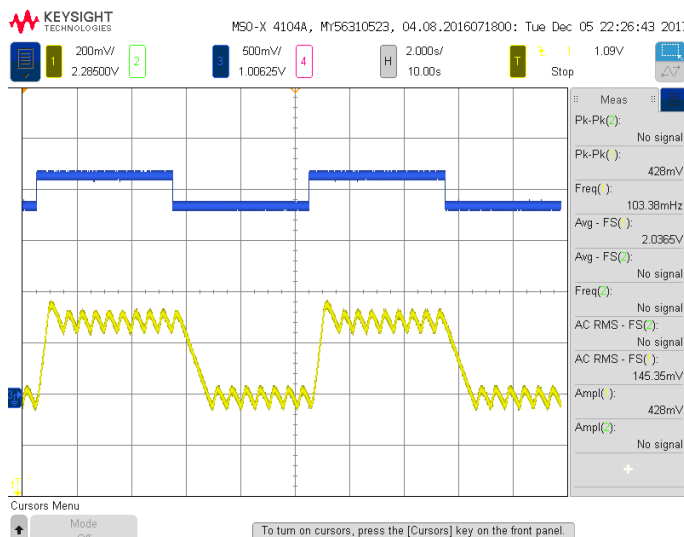 KEYSIGHT
TECHNOLOGIES
MSO-X 4104A, MY56310523, 04.08.2016071800: Tue Dec 05 22:26:43 2017
1 200mV/ 2 3 500mV/ 4 H 2.000s/ T 1 1.09V
2.28500V 1.00625V 10.00s Stop
Meas
Pk-Pk(2):
No signal
Pk-Pk(1):
428mV
Freq( ):
103.38mHz
Avg - FS(1):
2.0365V
Avg - FS(2):
No signal
Freq(2):
No signal
AC RMS - FS(2):
No signal
AC RMS - FS( ):
145.35mV
Ampl(1):
428mV
Ampl(2):
No signal
+
Cursors Menu
Mode
Off
To turn on cursors, press the [Cursors] key on the front panel.